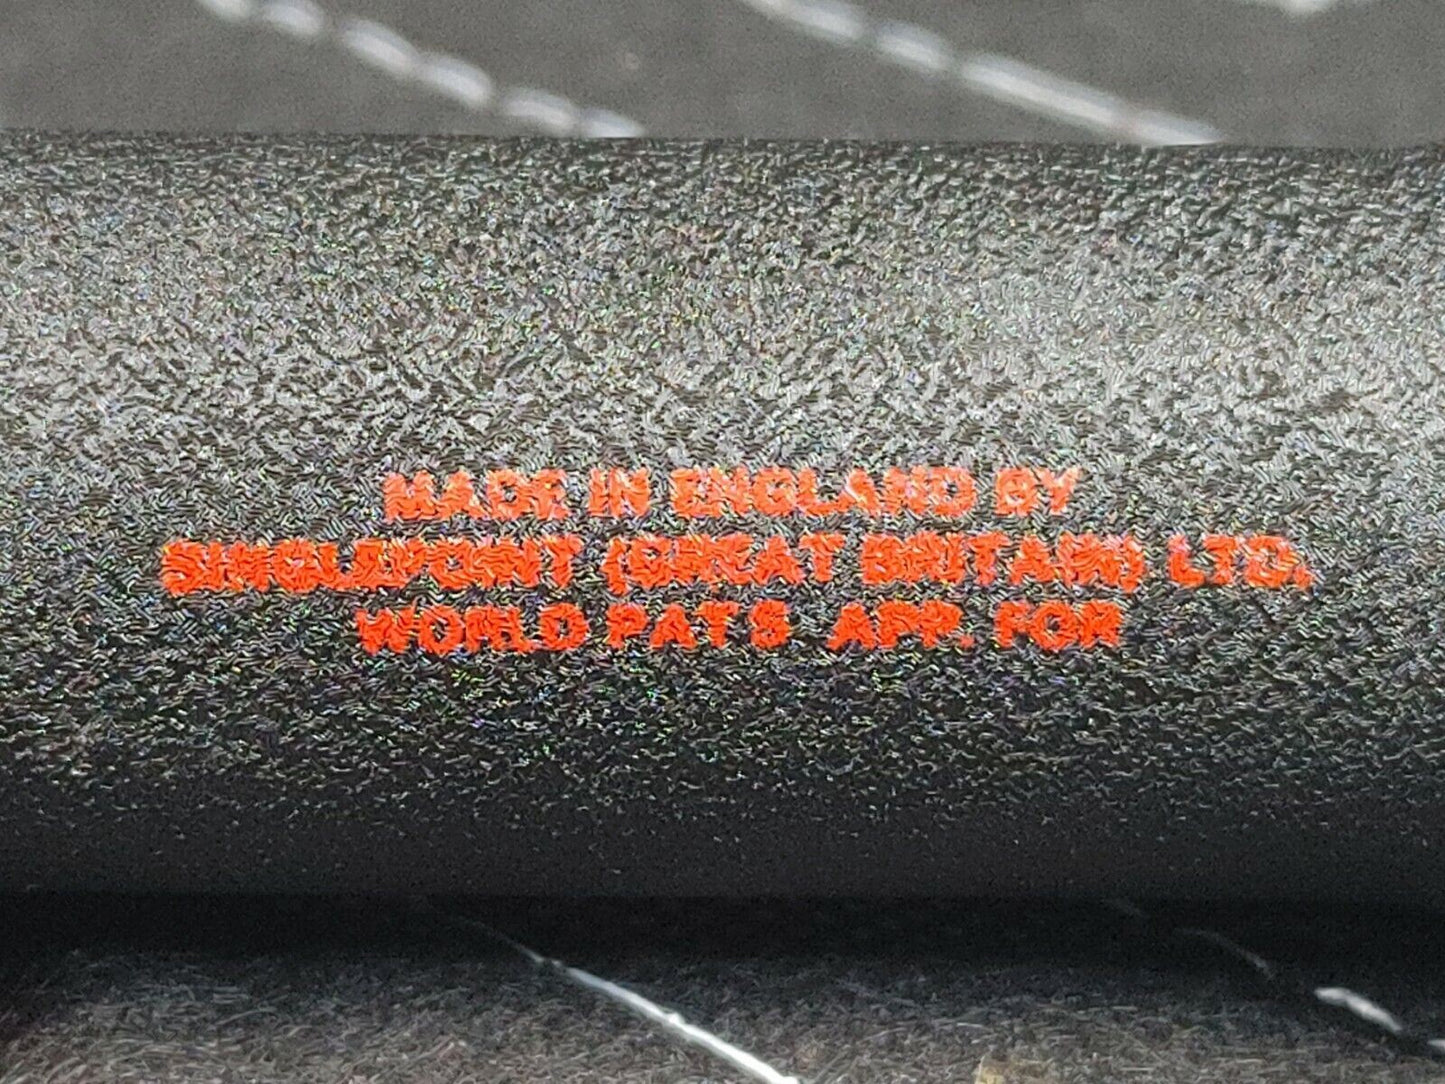 MADE IN ENGLAND BY
SINGLEPOINT (GREAT BRITAIN) LTD.
WORLD PATS. APP. FOR